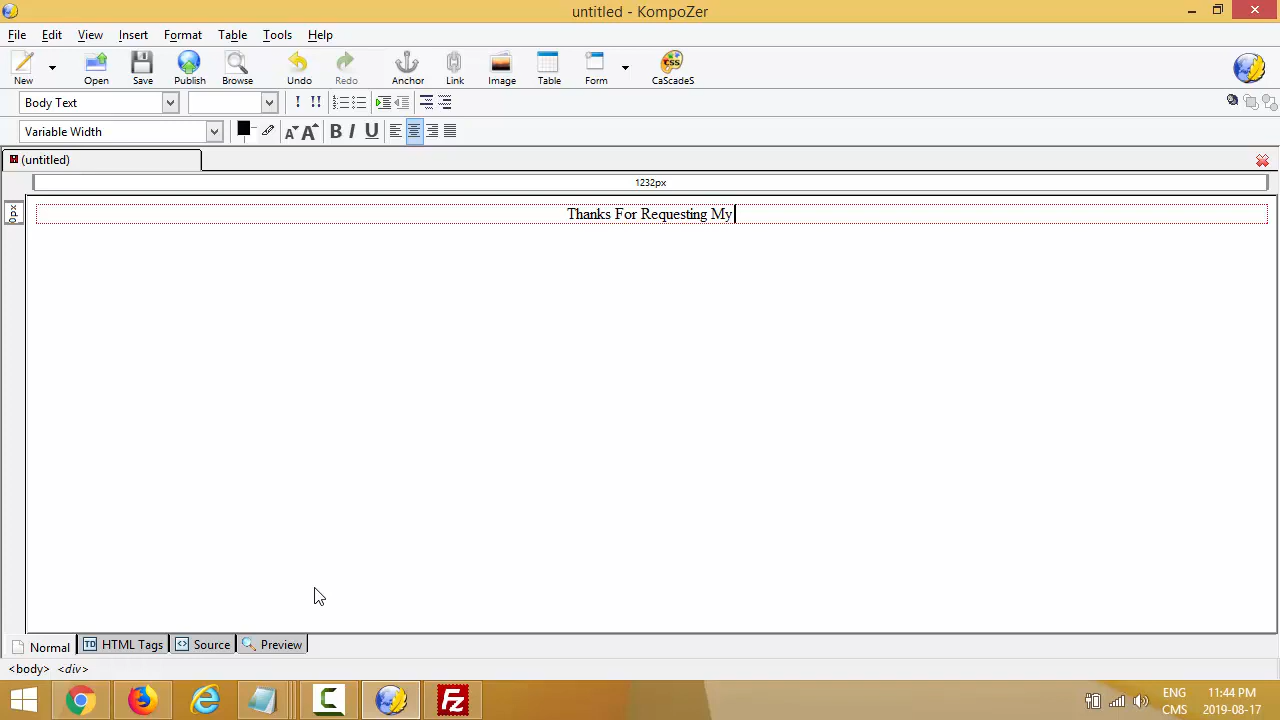 untitled - KompoZer
File Edit View Insert Format Table Tools Help
New Open Save Publish Browse Undo Redo Anchor Link Image Table Form CasCadeS
Body Text ! !!
Variable Width A A B I U
(untitled)
1232px
0px
Thanks For Requesting My
Normal HTML Tags Source Preview
<body> <div>
ENG 11:44 PM
CMS 2019-08-17